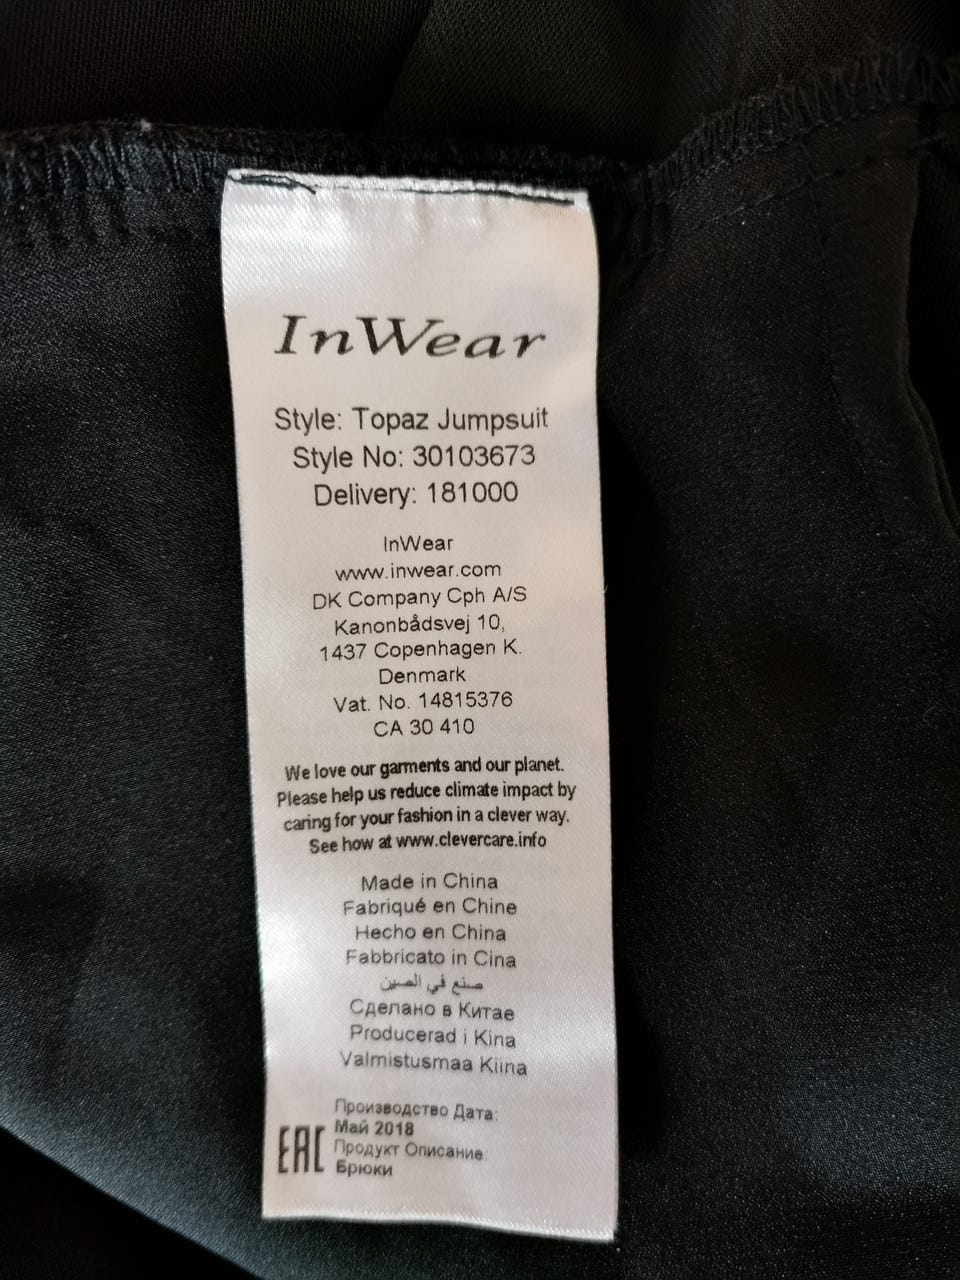 InWear
Style: Topaz Jumpsuit
Style No: 30103673
Delivery: 181000
InWear
www.inwear.com
DK Company Cph A/S
Kanonbådsvej 10,
1437 Copenhagen K.
Denmark
Vat. No. 14815376
CA 30 410
We love our garments and our planet.
Please help us reduce climate impact by
caring for your fashion in a clever way.
See how at www.clevercare.info
Made in China
Fabriqué en Chine
Hecho en China
Fabbricato in Cina
صنع في الصين
Сделано в Китае
Producerad i Kina
Valmistusmaa Kiina
Производство Дата:
Май 2018
EAC Продукт Описание:
Брюки